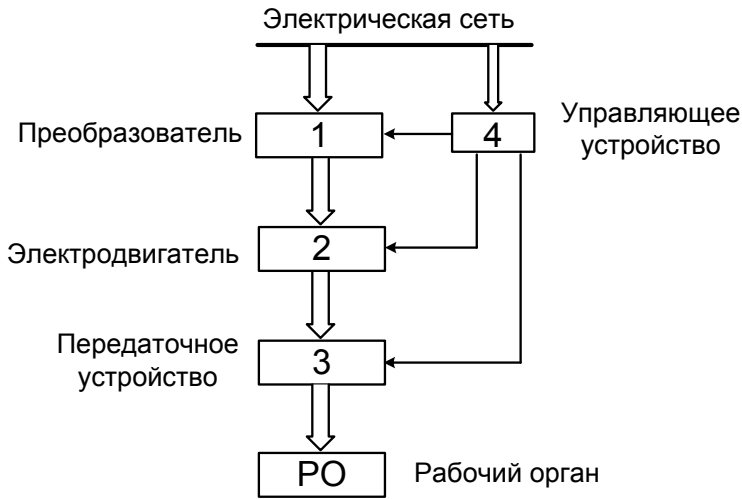 Электрическая сеть
Преобразователь
1
4
Управляющее
устройство
Электродвигатель
2
Передаточное
устройство
3
РО
Рабочий орган